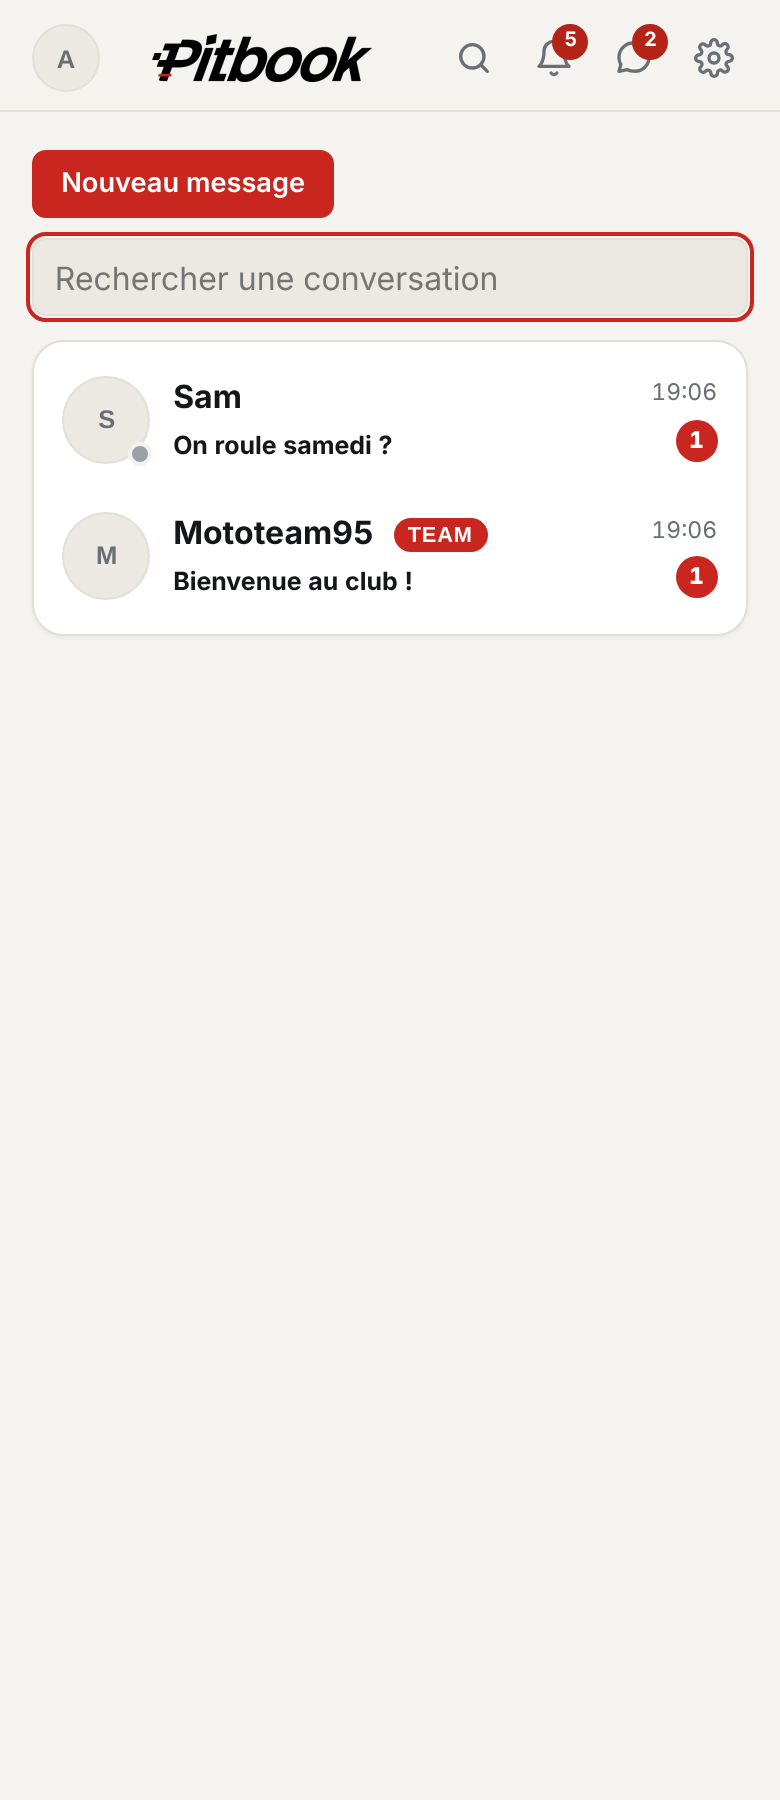 A
Pitbook
5
2
Nouveau message
Rechercher une conversation
S
Sam
19:06
On roule samedi ?
1
M
Mototeam95 TEAM
19:06
Bienvenue au club !
1